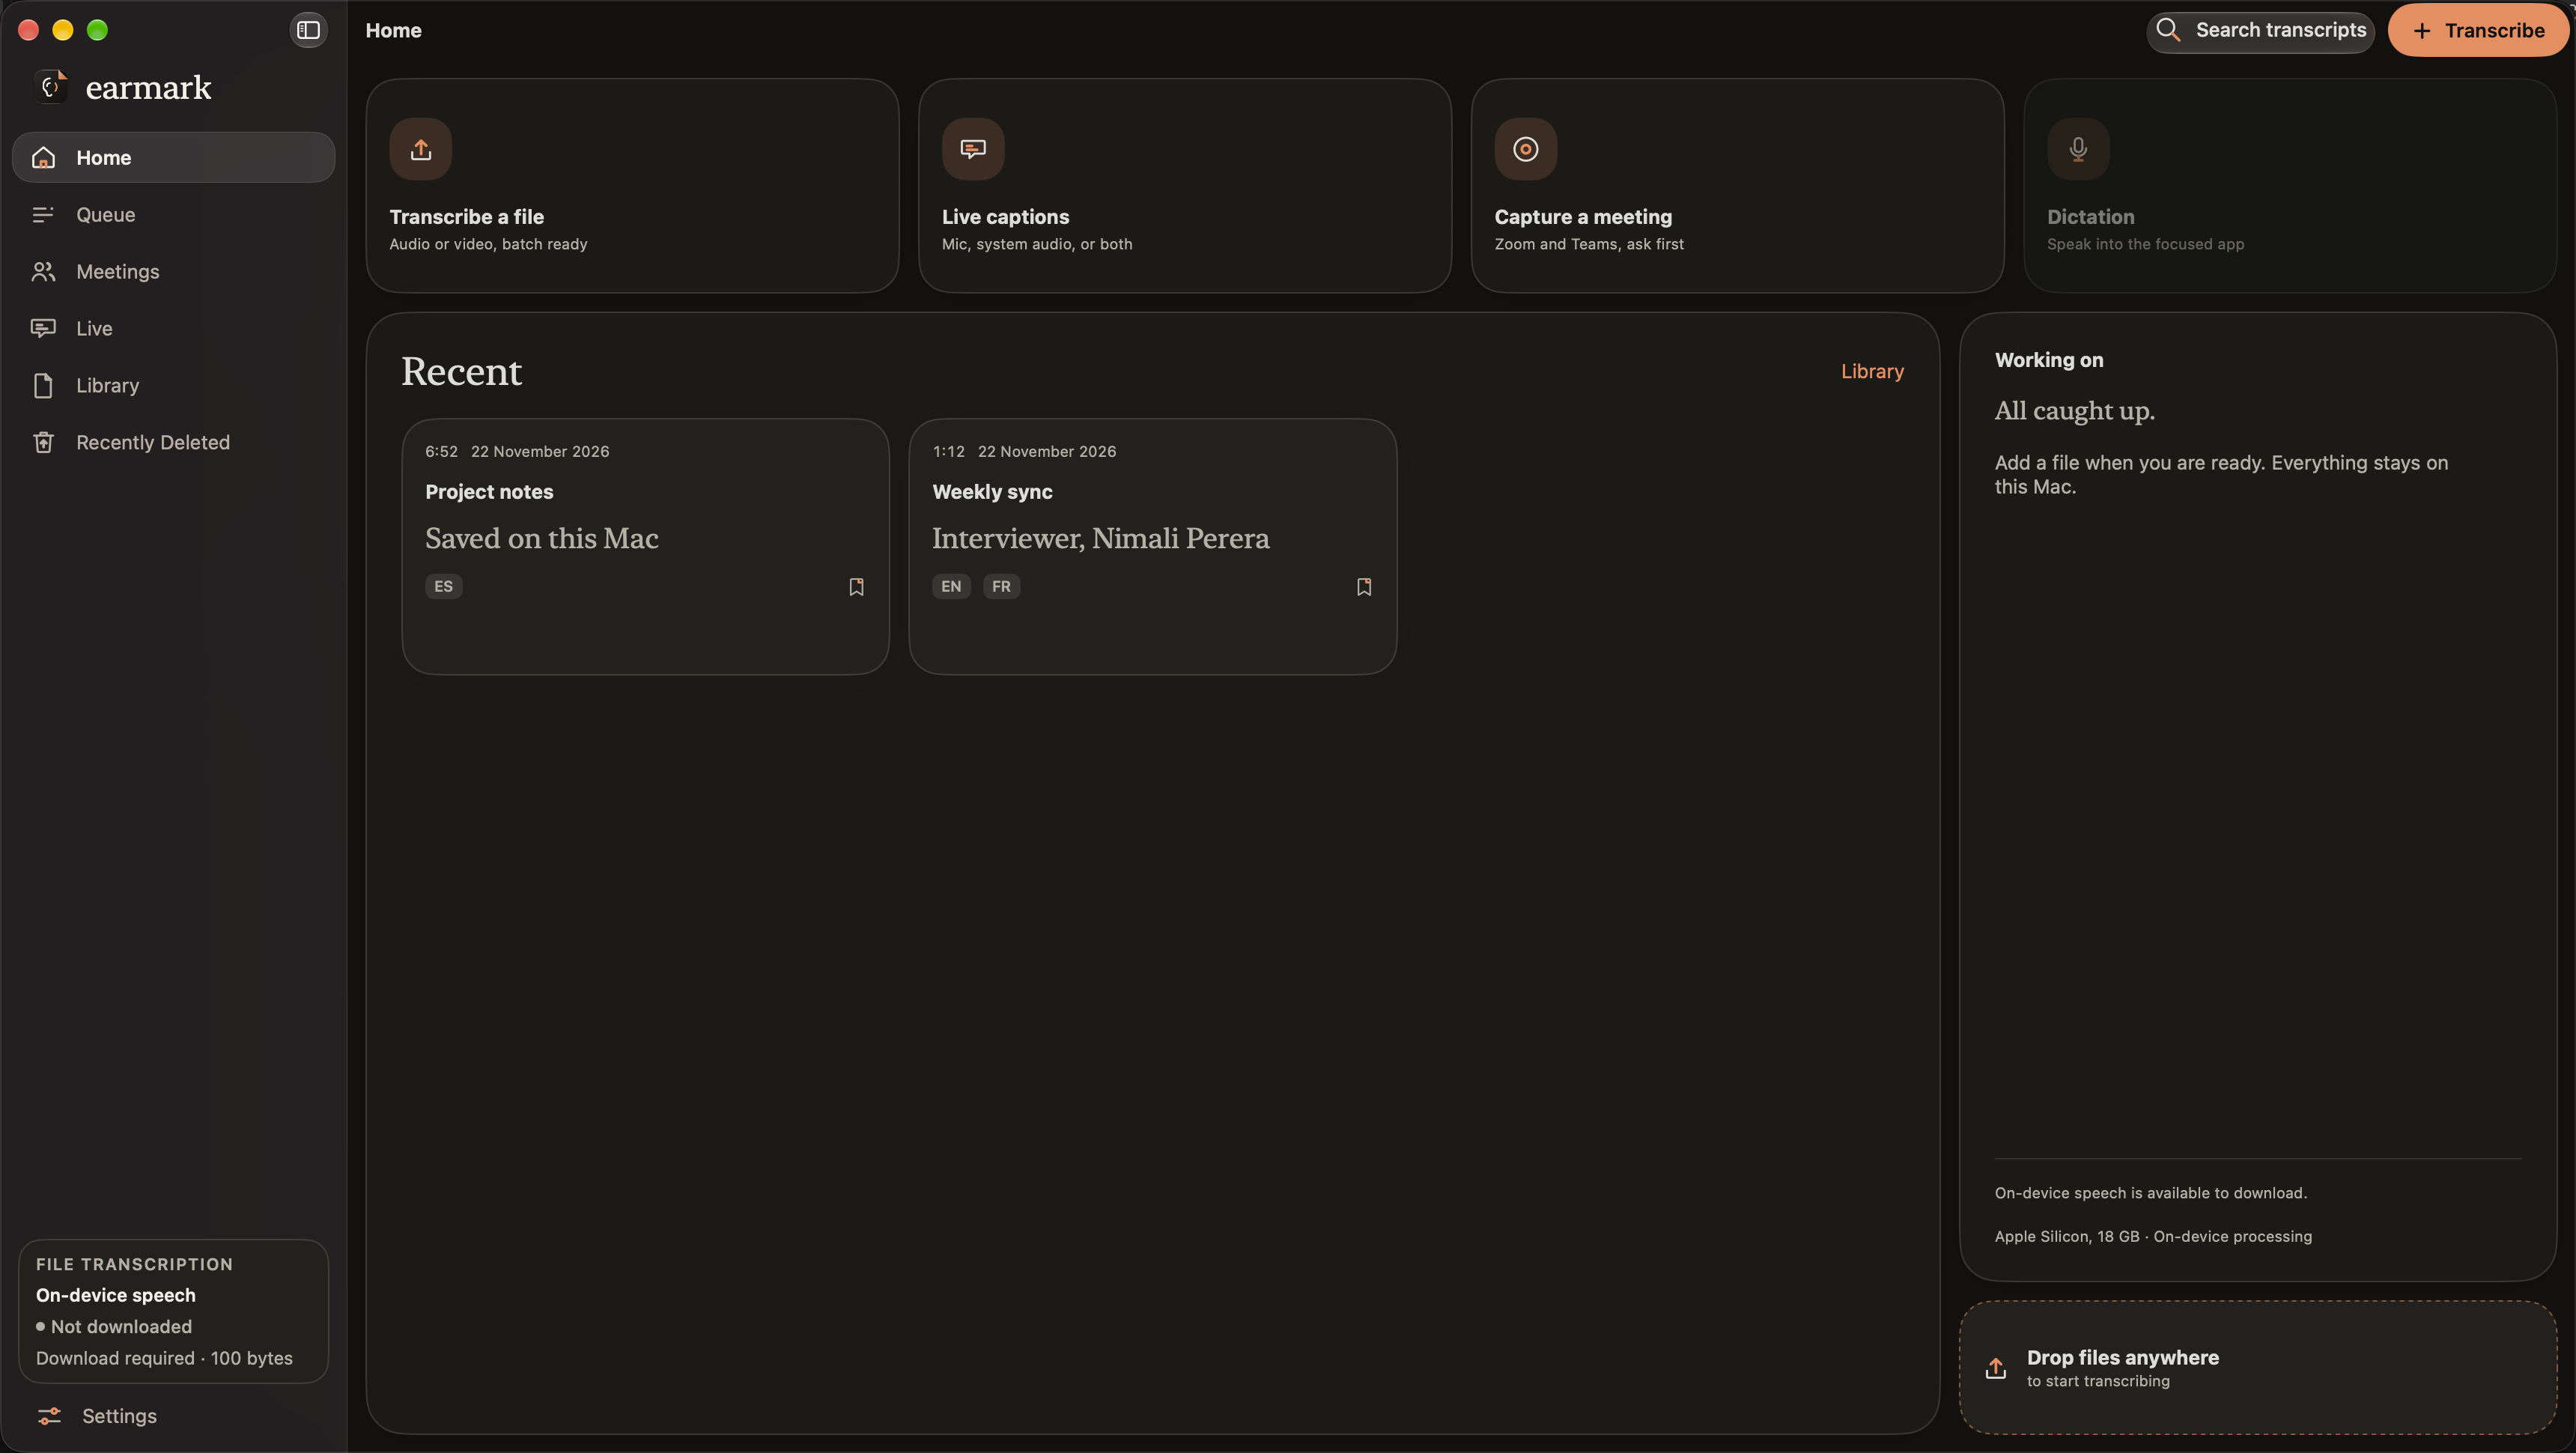 Home
Search transcripts
Transcribe
earmark
Home
Queue
Meetings
Live
Library
Recently Deleted
FILE TRANSCRIPTION
On-device speech
Not downloaded
Download required · 100 bytes
Settings
Transcribe a file
Audio or video, batch ready
Live captions
Mic, system audio, or both
Capture a meeting
Zoom and Teams, ask first
Dictation
Speak into the focused app
Recent
Library
6:52 22 November 2026
Project notes
Saved on this Mac
ES
1:12 22 November 2026
Weekly sync
Interviewer, Nimali Perera
EN FR
Working on
All caught up.
Add a file when you are ready. Everything stays on
this Mac.
On-device speech is available to download.
Apple Silicon, 18 GB · On-device processing
Drop files anywhere
to start transcribing